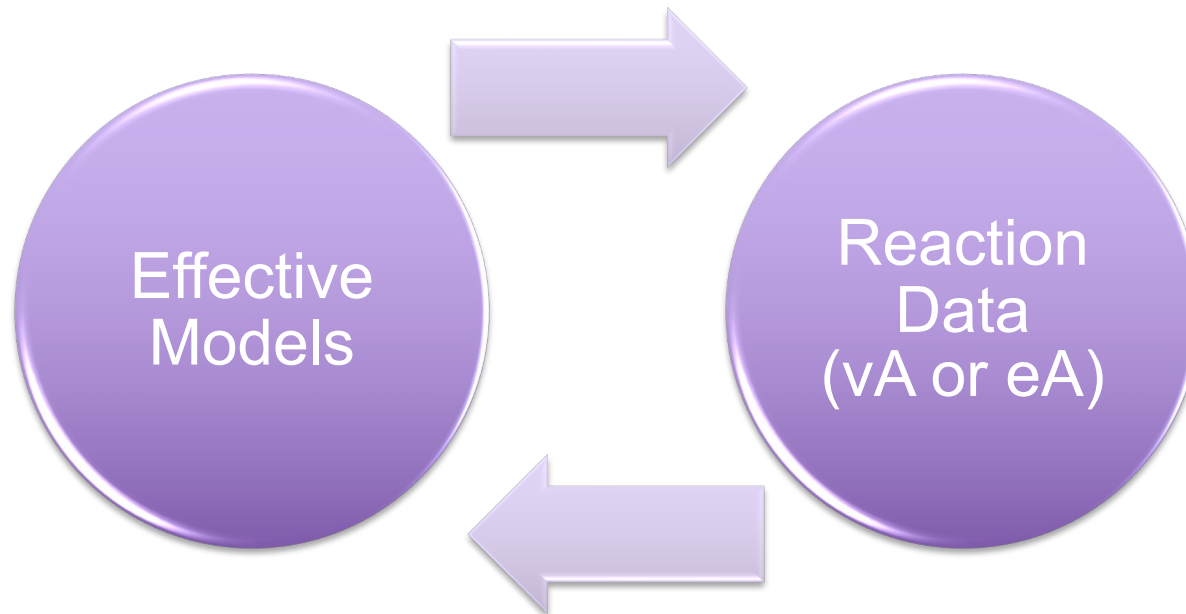 Effective
Models
Reaction
Data
(vA or eA)